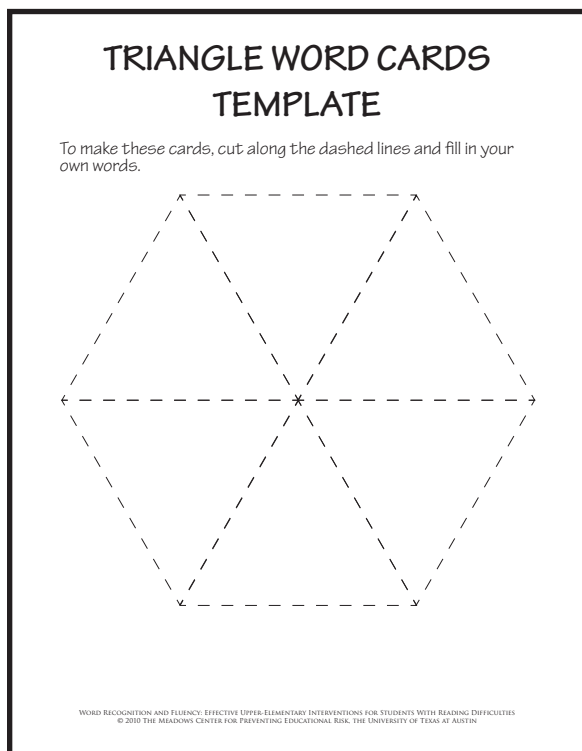 TRIANGLE WORD CARDS
TEMPLATE
To make these cards, cut along the dashed lines and fill in your
own words.
Word Recognition and Fluency: Effective Upper-Elementary Interventions for Students With Reading Difficulties
© 2010 The Meadows Center for Preventing Educational Risk, the University of Texas at Austin